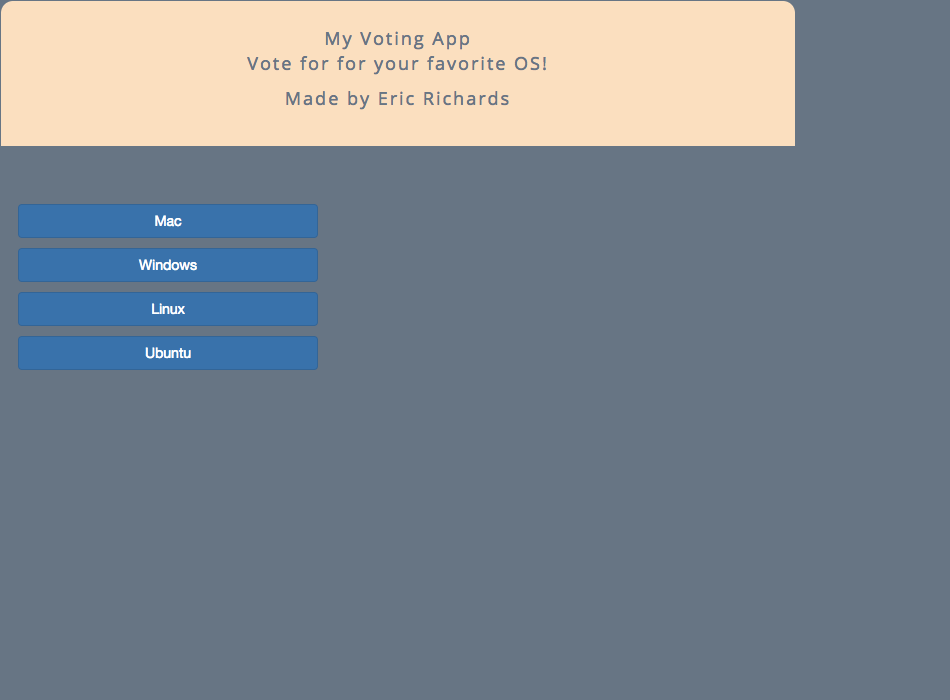 My Voting App
Vote for for your favorite OS!
Made by Eric Richards
Mac
Windows
Linux
Ubuntu